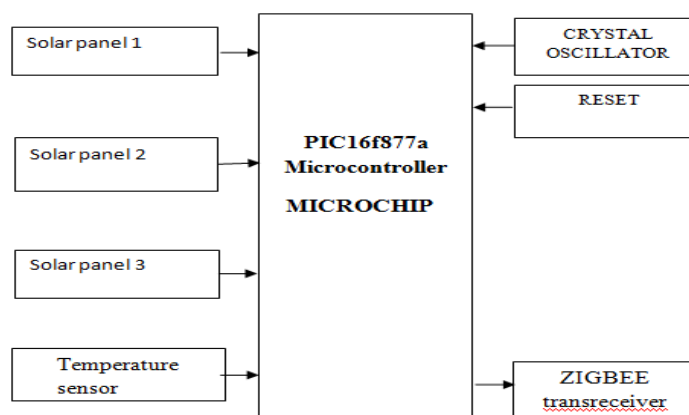 Solar panel 1
Solar panel 2
Solar panel 3
Temperature
sensor
PIC16f877a
Microcontroller
MICROCHIP
CRYSTAL
OSCILLATOR
RESET
ZIGBEE
transreceiver